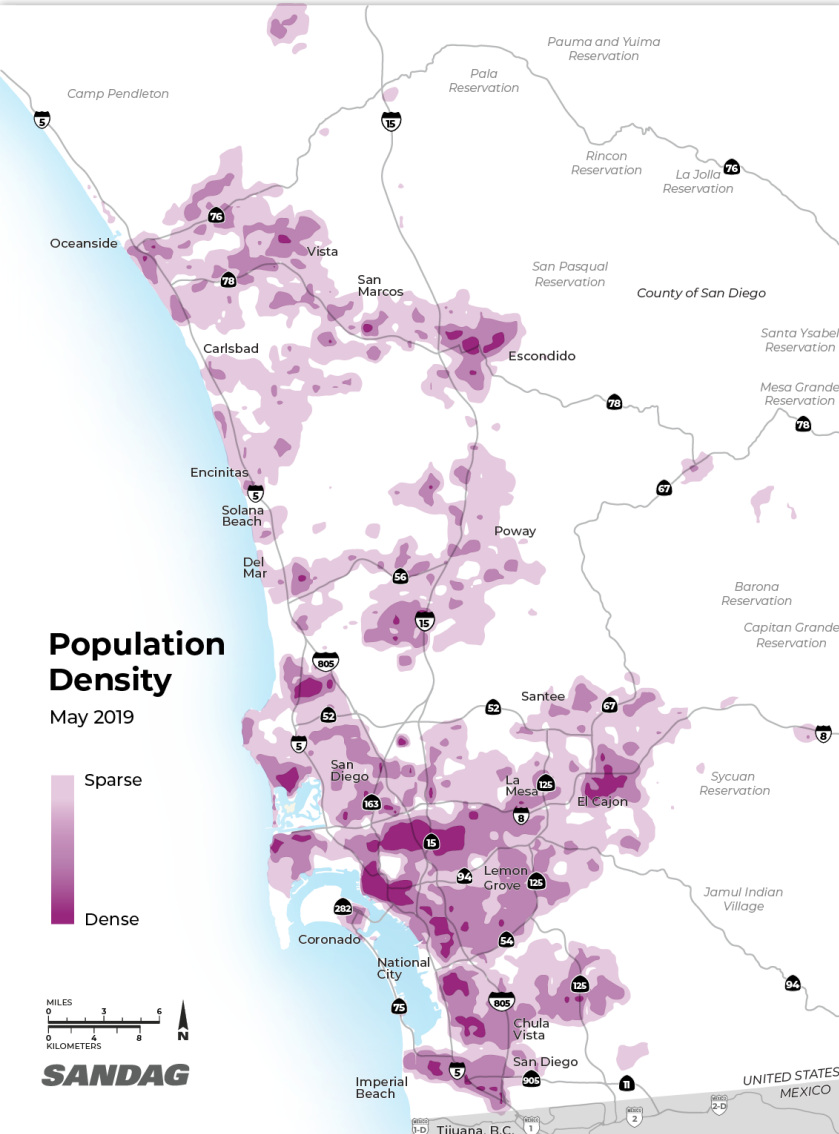 Pauma and Yuima
Reservation
Pala
Reservation
Camp Pendleton
5
15
Rincon
Reservation
La Jolla
Reservation
76
76
Oceanside
Vista
78
San
Marcos
San Pasqual
Reservation
County of San Diego
Santa Ysabel
Reservation
Carlsbad
Escondido
Mesa Grande
Reservation
78
78
Encinitas
5
67
Solana
Beach
Poway
Del
Mar
56
Barona
Reservation
15
Capitan Grande
Reservation
Population
Density
May 2019
805
Santee
52
67
52
5
8
Sparse
San
Diego
La
Mesa
125
Sycuan
Reservation
163
El Cajon
8
15
Lemon
Grove
94
125
Jamul Indian
Village
Dense
282
Coronado
54
National
City
125
94
MILES
0 3 6
0 4 8
KILOMETERS
N
75
805
Chula
Vista
SANDAG
San Diego
5
905
11
Imperial
Beach
UNITED STATES
MEXICO
1-D
Tijuana, B.C.
1
2
2-D